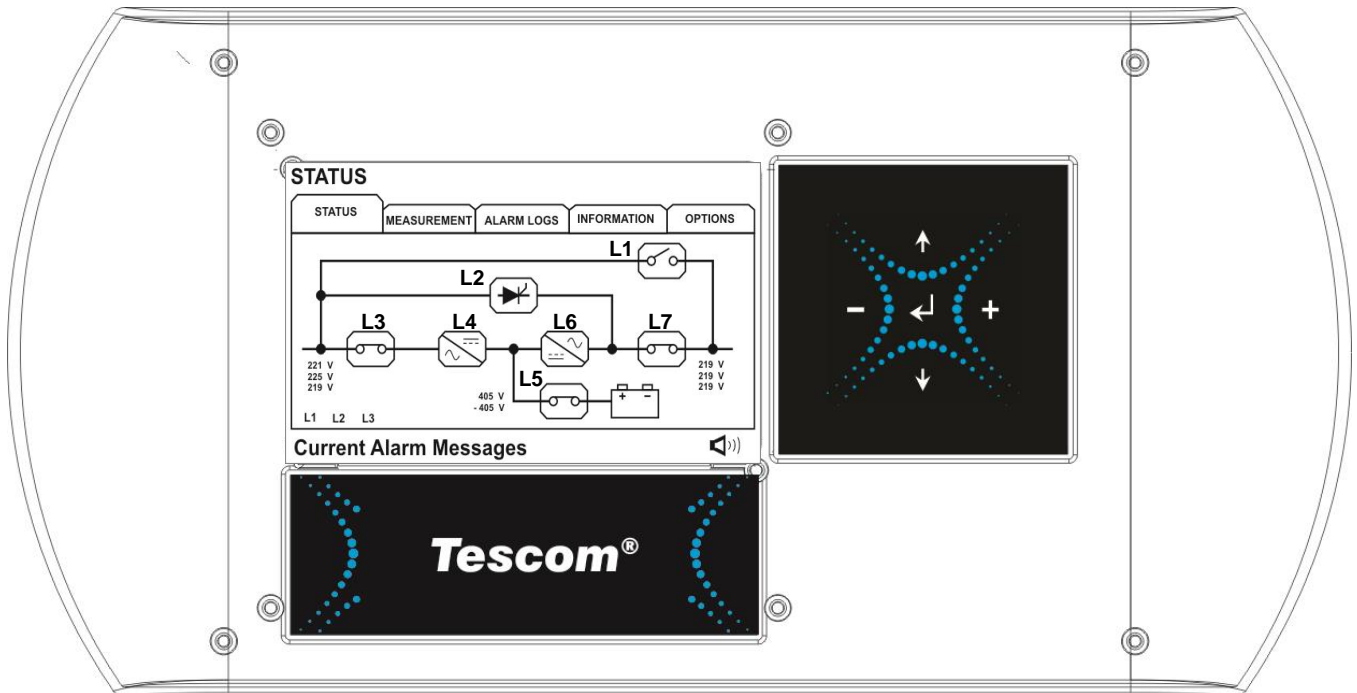 STATUS
STATUS MEASUREMENT ALARM LOGS INFORMATION OPTIONS
L1
L2
L3 L4 L6 L7
221 V
225 V
219 V
219 V
219 V
219 V
L5
405 V
- 405 V
+ -
L1 L2 L3
Current Alarm Messages
- +
Tescom®